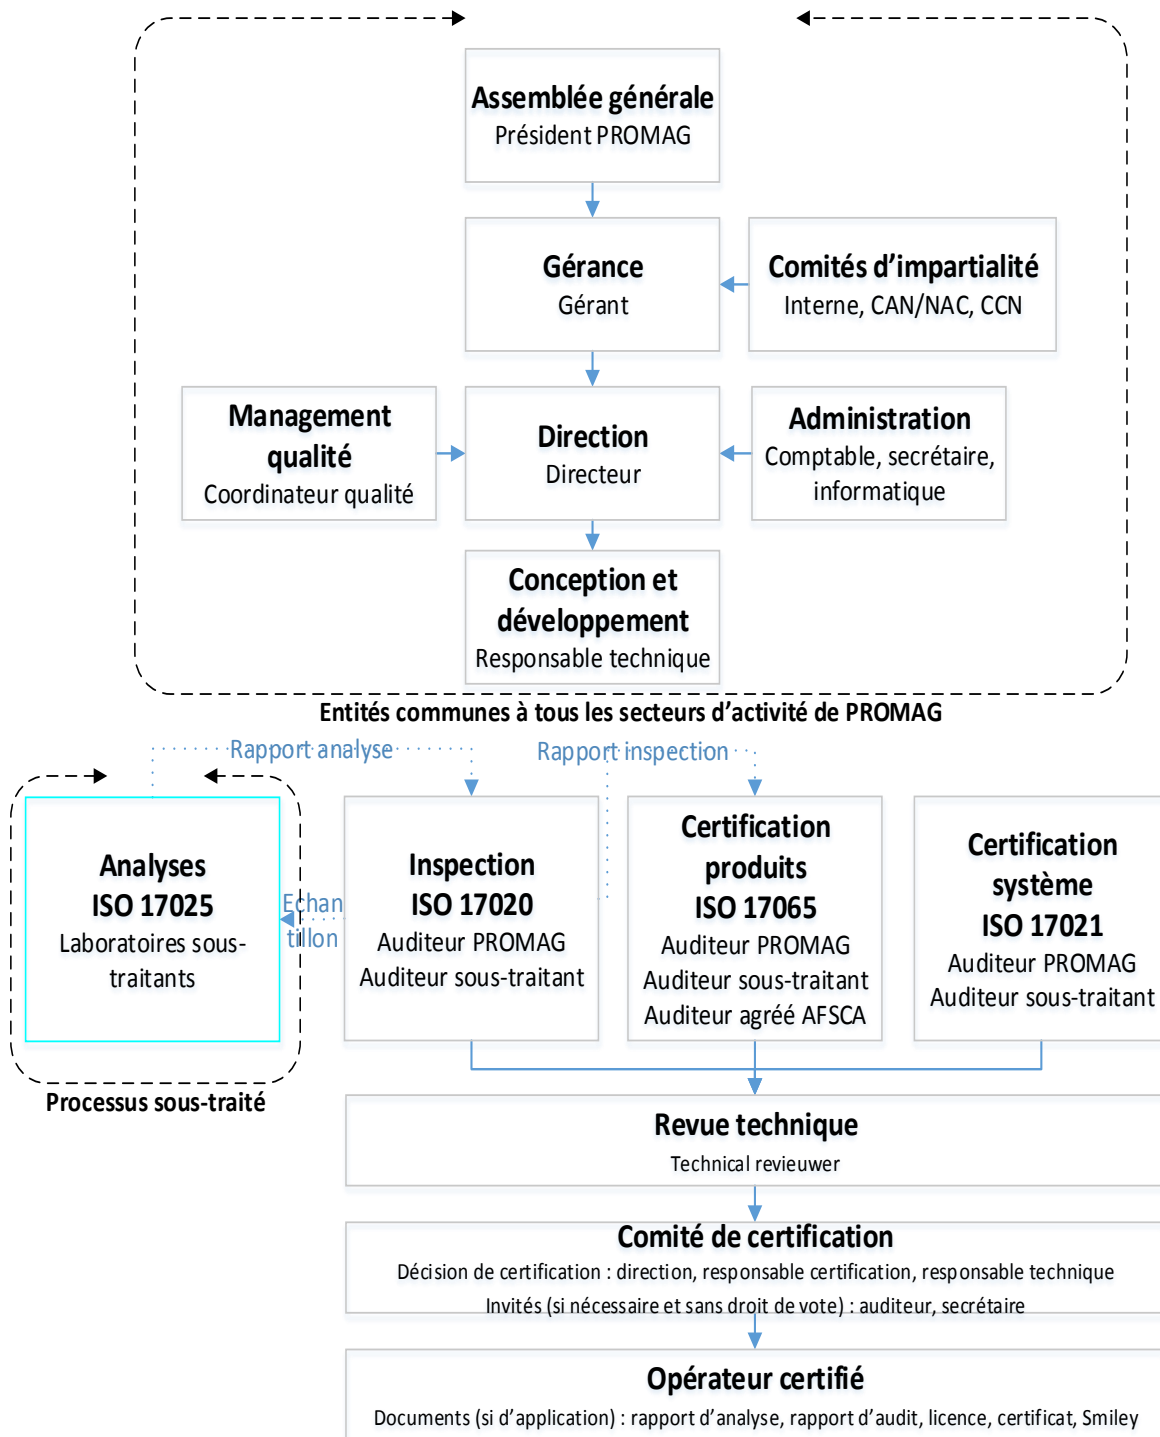 Assemblée générale
Président PROMAG
Gérance
Gérant
Comités d’impartialité
Interne, CAN/NAC, CCN
Management
qualité
Coordinateur qualité
Direction
Directeur
Administration
Comptable, secrétaire,
informatique
Conception et
développement
Responsable technique
Entités communes à tous les secteurs d’activité de PROMAG
Rapport analyse
Rapport inspection
Analyses
ISO 17025
Laboratoires sous-
traitants
Echan
tillon
Inspection
ISO 17020
Auditeur PROMAG
Auditeur sous-traitant
Certification
produits
ISO 17065
Auditeur PROMAG
Auditeur sous-traitant
Auditeur agréé AFSCA
Certification
système
ISO 17021
Auditeur PROMAG
Auditeur sous-traitant
Processus sous-traité
Revue technique
Technical revieuwer
Comité de certification
Décision de certification : direction, responsable certification, responsable technique
Invités (si nécessaire et sans droit de vote) : auditeur, secrétaire
Opérateur certifié
Documents (si d’application) : rapport d’analyse, rapport d’audit, licence, certificat, Smiley